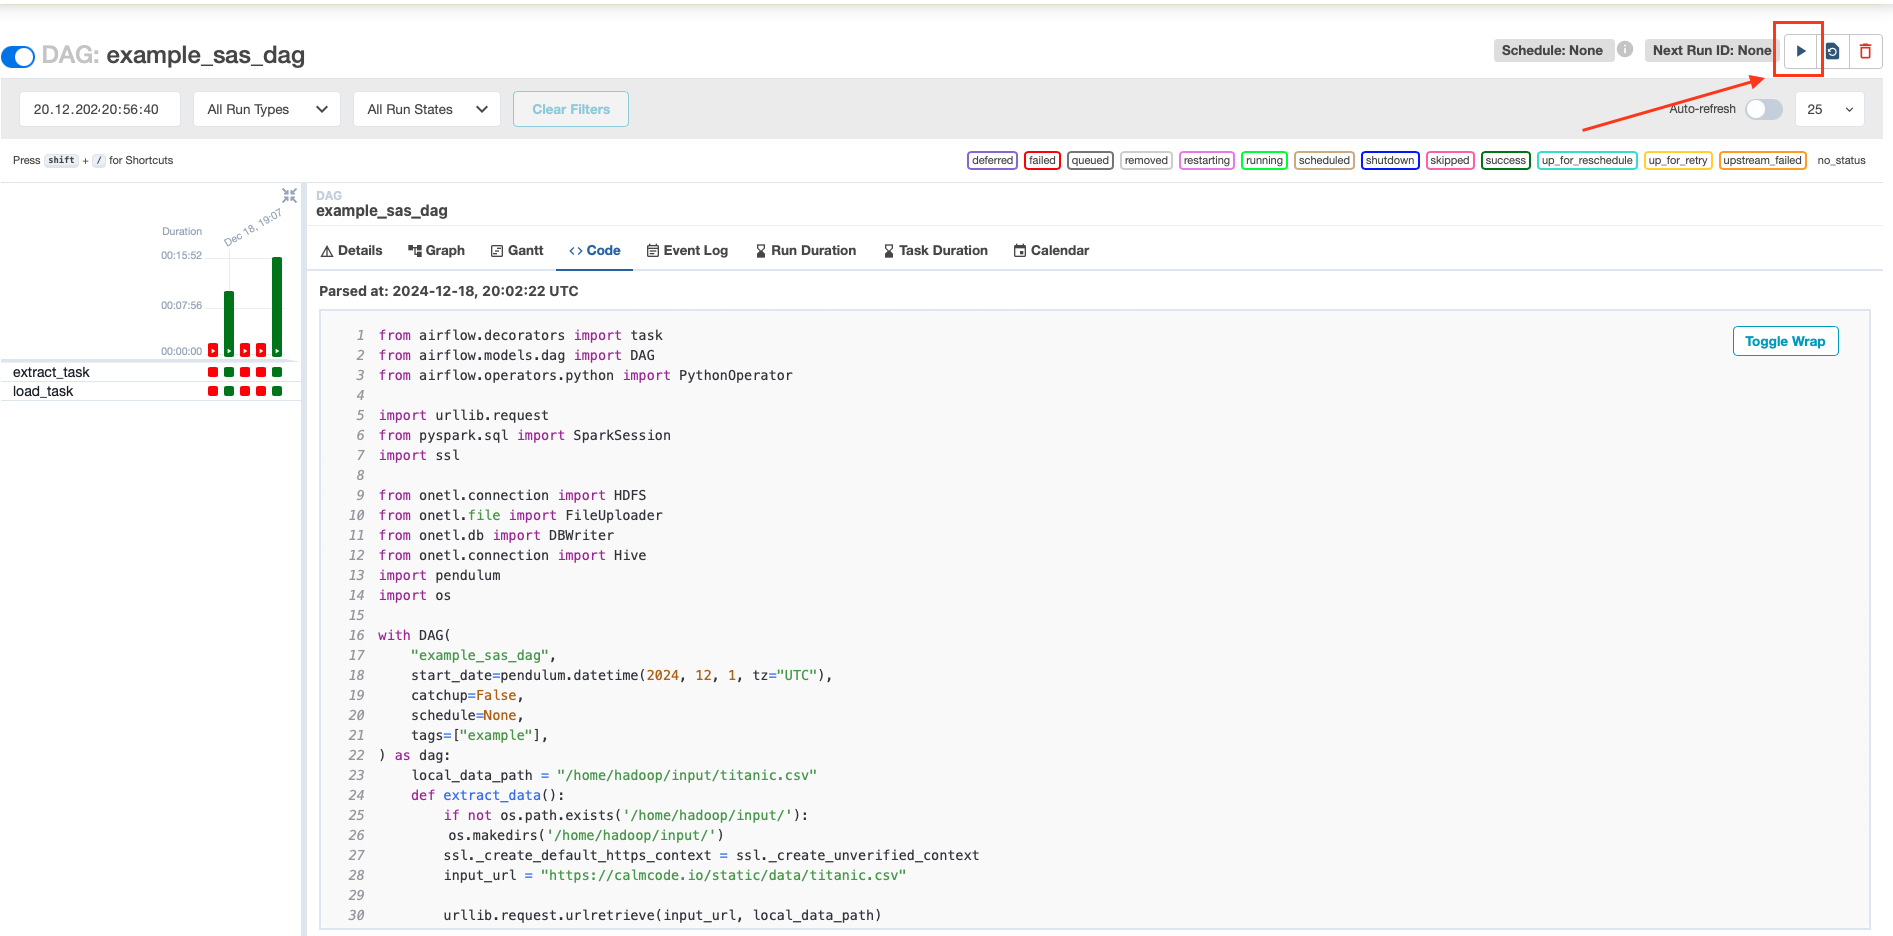 DAG: example_sas_dag
Schedule: None
Next Run ID: None
20.12.202
20:56:40
All Run Types
All Run States
Clear Filters
Auto-refresh
25
Press shift + / for Shortcuts
deferred
failed
queued
removed
restarting
running
scheduled
shutdown
skipped
success
up_for_reschedule
up_for_retry
upstream_failed
no_status
Dec 18, 19:07
Duration
00:15:52
00:07:56
00:00:00
extract_task
load_task
DAG
example_sas_dag
Details
Graph
Gantt
<> Code
Event Log
Run Duration
Task Duration
Calendar
Parsed at: 2024-12-18, 20:02:22 UTC
Toggle Wrap
1 from airflow.decorators import task
2 from airflow.models.dag import DAG
3 from airflow.operators.python import PythonOperator
4
5 import urllib.request
6 from pyspark.sql import SparkSession
7 import ssl
8
9 from onetl.connection import HDFS
10 from onetl.file import FileUploader
11 from onetl.db import DBWriter
12 from onetl.connection import Hive
13 import pendulum
14 import os
15
16 with DAG(
17 "example_sas_dag",
18 start_date=pendulum.datetime(2024, 12, 1, tz="UTC"),
19 catchup=False,
20 schedule=None,
21 tags=["example"],
22 ) as dag:
23 local_data_path = "/home/hadoop/input/titanic.csv"
24 def extract_data():
25 if not os.path.exists('/home/hadoop/input/'):
26 os.makedirs('/home/hadoop/input/')
27 ssl._create_default_https_context = ssl._create_unverified_context
28 input_url = "https://calmcode.io/static/data/titanic.csv"
29
30 urllib.request.urlretrieve(input_url, local_data_path)